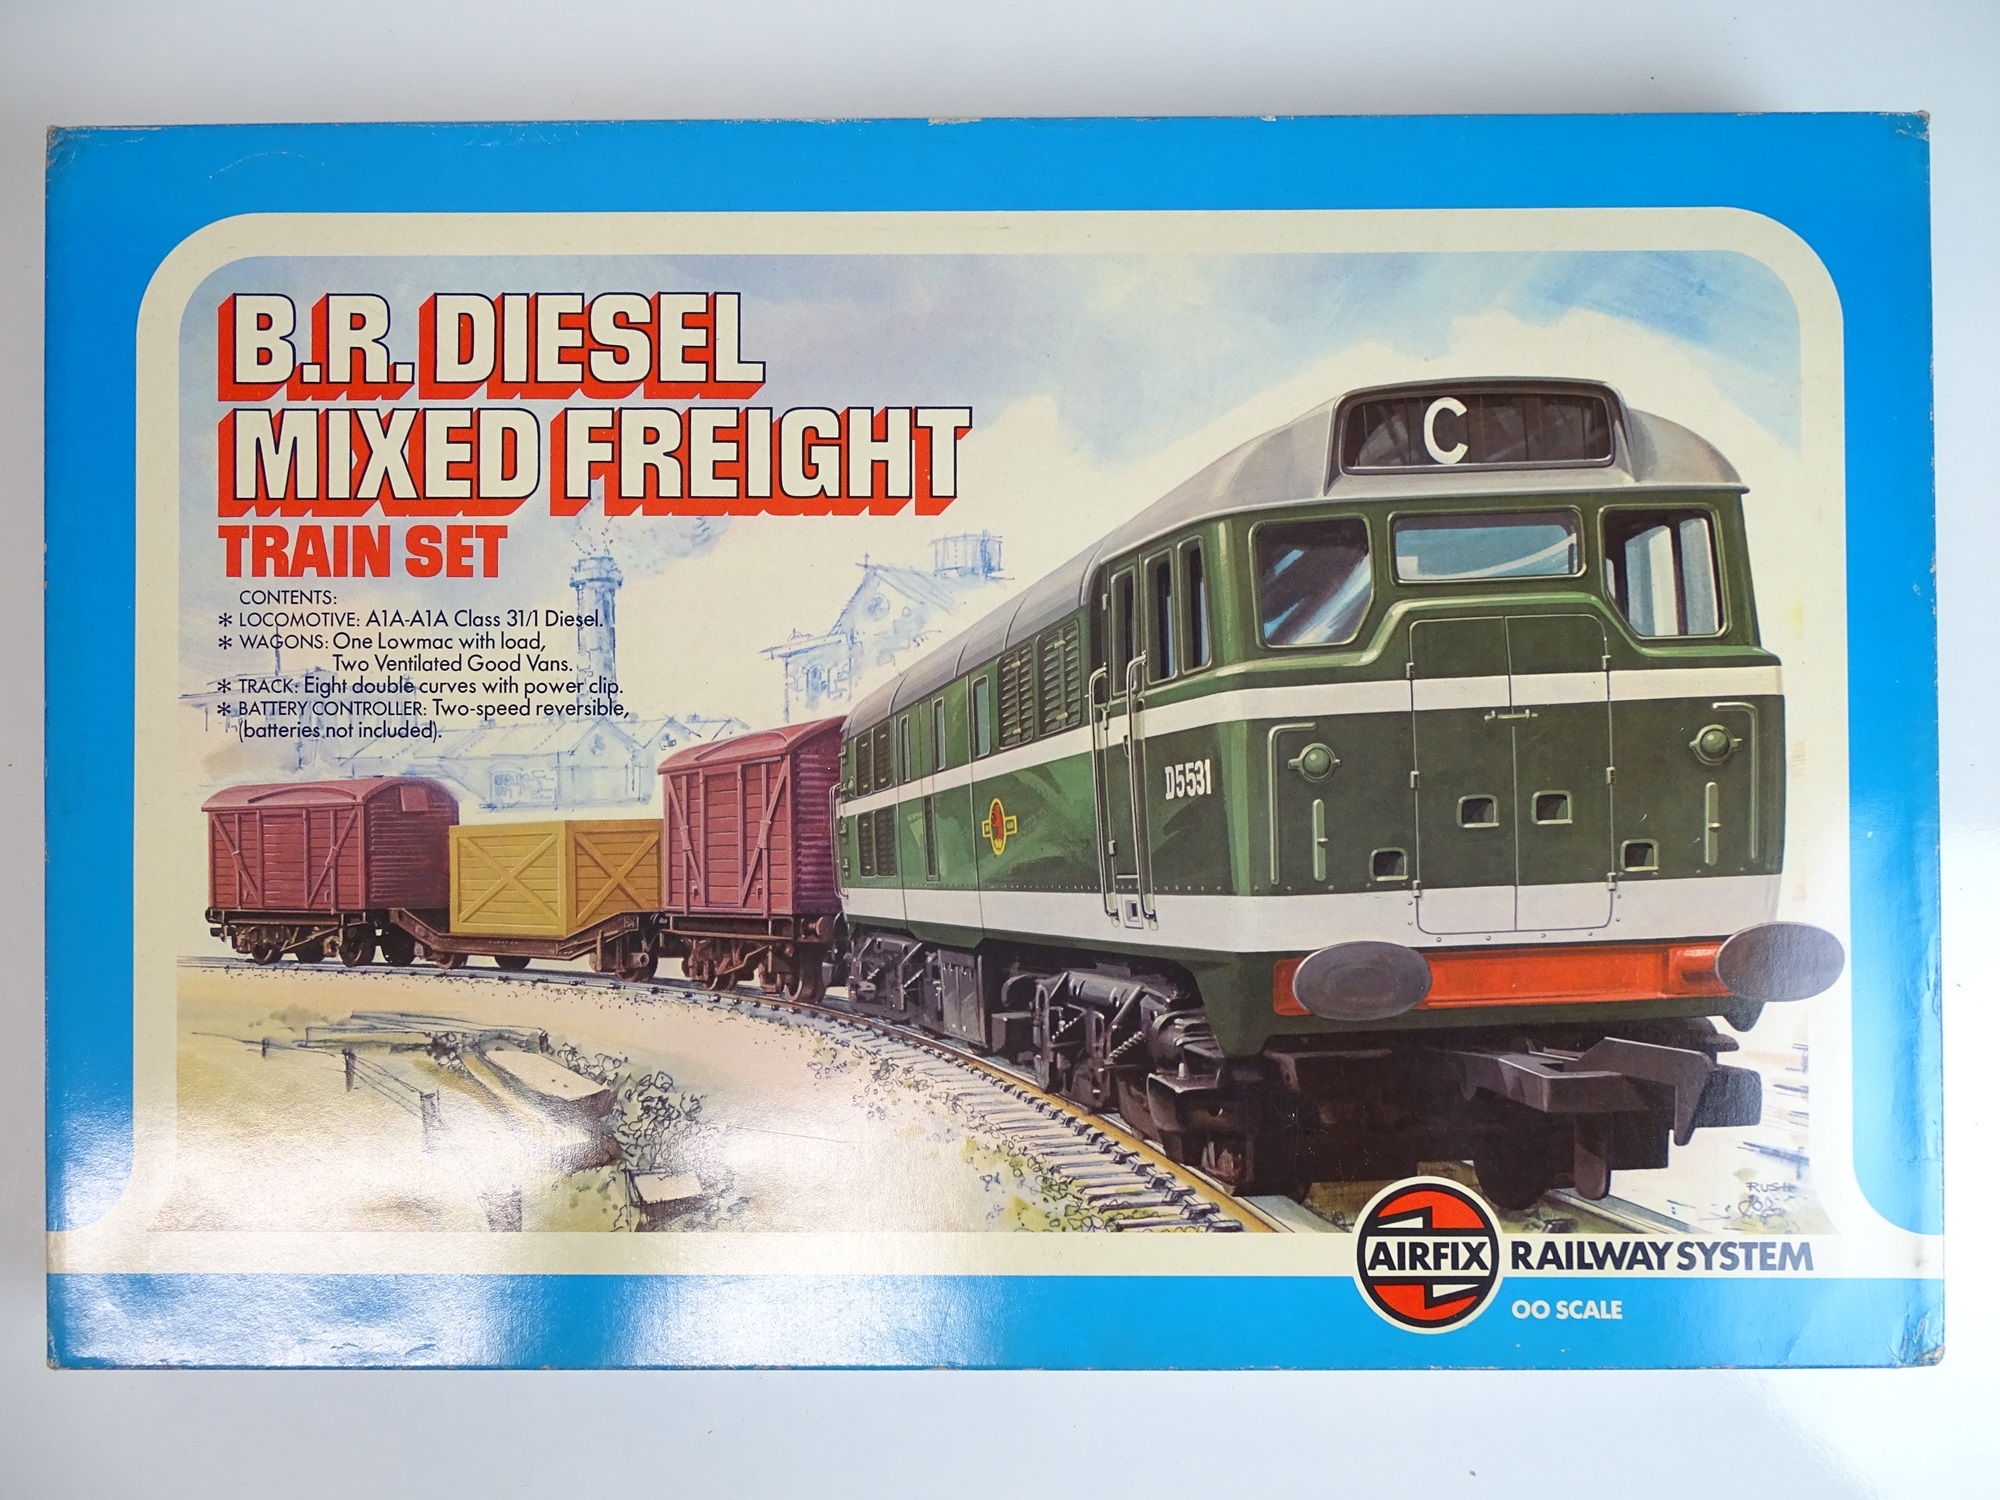 B.R. DIESEL
MIXED FREIGHT
TRAIN SET
CONTENTS:
* LOCOMOTIVE: A1A-A1A Class 31/1 Diesel.
* WAGONS: One Lowmac with load,
Two Ventilated Good Vans.
* TRACK: Eight double curves with power clip.
* BATTERY CONTROLLER: Two-speed reversible,
(batteries not included).
C
D5531
RUSH
AIRFIX RAILWAY SYSTEM
OO SCALE